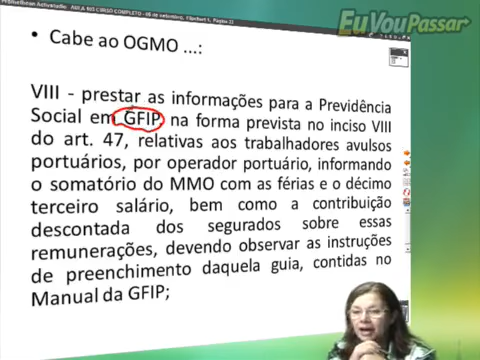 EuVouPassar
• Cabe ao OGMO ...:
VIII - prestar as informações para a Previdência
Social em GFIP, na forma prevista no inciso VIII
do art. 47, relativas aos trabalhadores avulsos
portuários, por operador portuário, informando
o somatório do MMO com as férias e o décimo
terceiro salário, bem como a contribuição
descontada dos segurados sobre essas
remunerações, devendo observar as instruções
de preenchimento daquela guia, contidas no
Manual da GFIP;